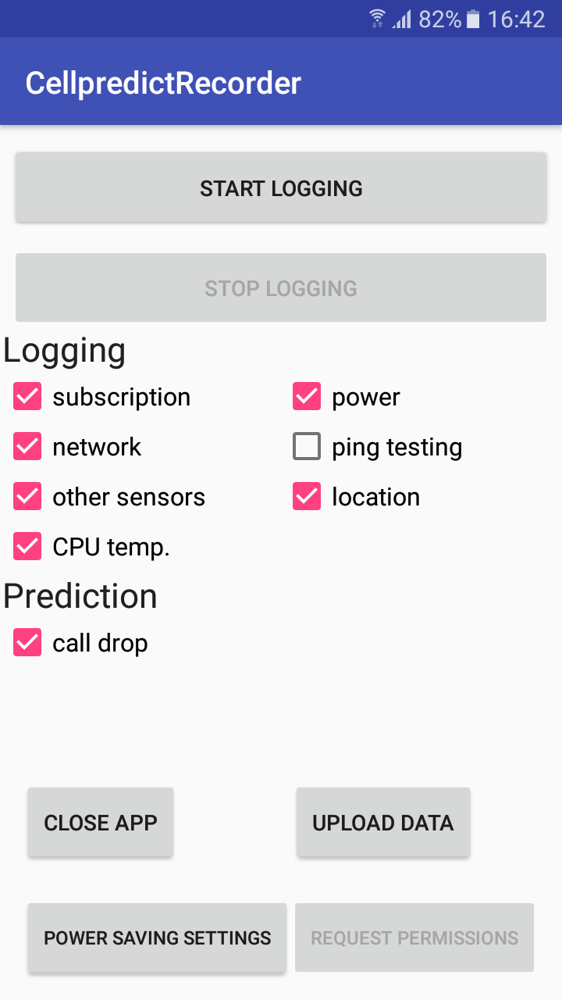 82% 16:42
CellpredictRecorder
START LOGGING
STOP LOGGING
Logging
subscription power
network ping testing
other sensors location
CPU temp.
Prediction
call drop
CLOSE APP UPLOAD DATA
POWER SAVING SETTINGS REQUEST PERMISSIONS